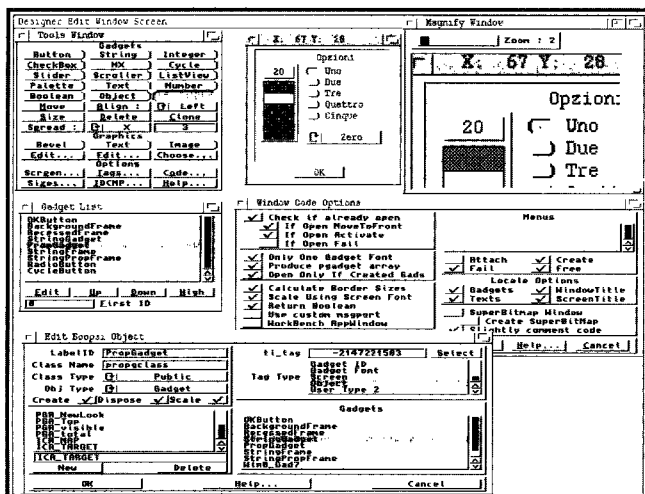 Designer Edit Window Screen
Tools Window
Gadgets
Button String Integer
CheckBox MX Cycle
Slider Scroller ListView
Palette Text Number
Boolean Object
Move Align : Left
Size Delete Clone
Spread : X 3
Graphics
Bevel Text Image
Edit... Edit... Choose...
Options
Screen... Tags... Code...
Sizes... IDCMP... Help...
X: 67 Y: 28
Opzioni
20
Uno
Due
Tre
Quattro
Cinque
Zero
OK
Magnify Window
Zoom : 2
X: 67 Y: 28
Opzion
20
Uno
Due
Tre
Gadget List
OKButton
BackgroundFrame
RecessedFrame
StringGadget
PropGadget
StringFrame
StringPropFrame
RadioButton
CycleButton
Edit Up Down High
0 First ID
Window Code Options
Check if already open
If Open MoveToFront
If Open Activate
If Open Fail
Only One Gadget Font
Produce pgadget array
Open Only If Created Gads
Calculate Border Sizes
Scale Using Screen Font
Return Boolean
Use custom msgport
WorkBench AppWindow
Menus
Attach Create
Fail Free
Locale Options
Gadgets WindowTitle
Texts ScreenTitle
SuperBitmap Window
Create SuperBitMap
Slightly comment code
Help... Cancel
Edit Boopsi Object
LabelID PropGadget
Class Name propgclass
Class Type Public
Obj Type Gadget
Create Dispose Scale
PGA_NewLook
PGA_Top
PGA_visible
PGA_total
ICA_MAP
ICA_TARGET
ICA_TARGET
New Delete
ti_tag -2147221503 Select
Tag Type
Gadget ID
Gadget Font
Screen
Object
User Type 2
Gadgets
OKButton
BackgroundFrame
RecessedFrame
StringGadget
PropGadget
StringFrame
StringPropFrame
Win0_Gad7
OK Help... Cancel